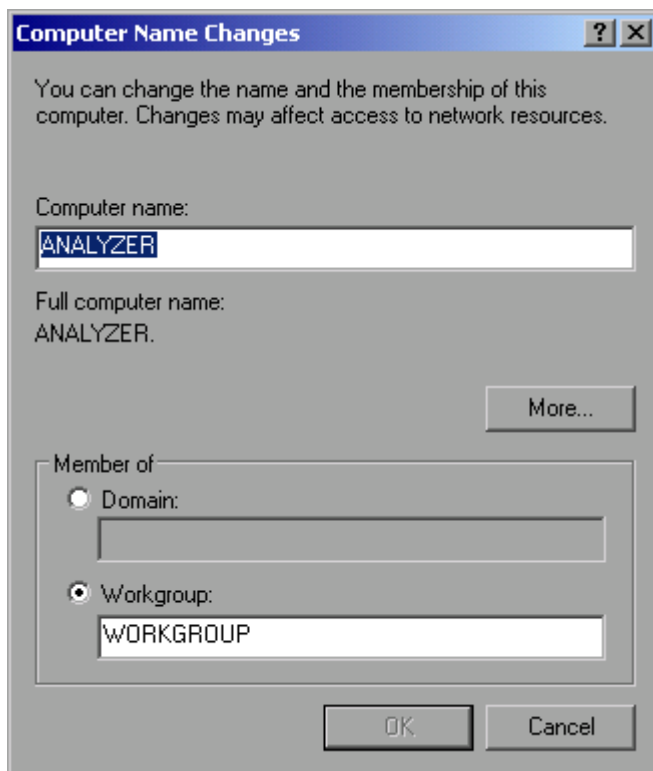 Computer Name Changes
You can change the name and the membership of this
computer. Changes may affect access to network resources.
Computer name:
ANALYZER
Full computer name:
ANALYZER.
More...
Member of
Domain:
Workgroup:
WORKGROUP
OK
Cancel